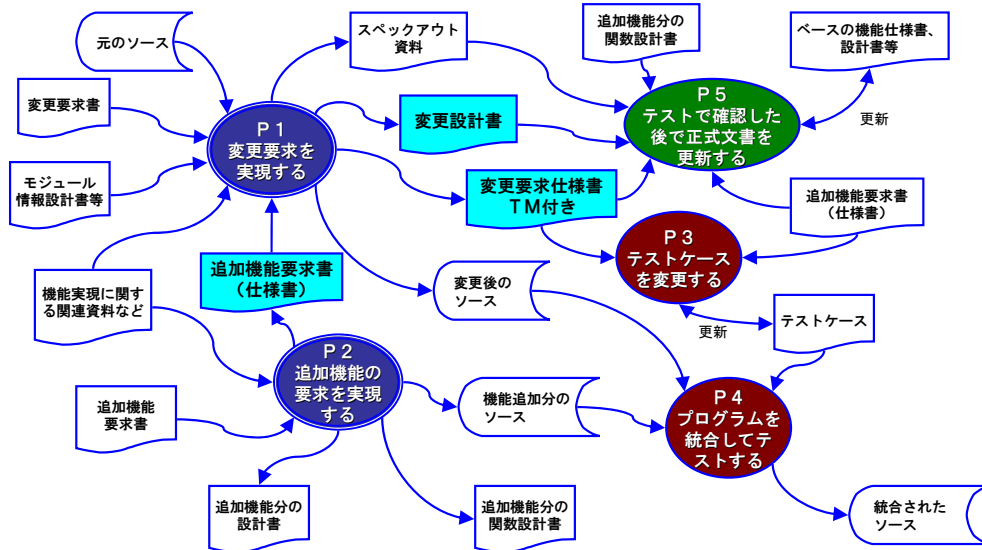 元のソース
スペックアウト
資料
追加機能分の
関数設計書
ベースの機能仕様書、
設計書等
変更要求書
Ｐ１
変更要求を
実現する
変更設計書
Ｐ５
テストで確認した
後で正式文書を
更新する
更新
モジュール
情報設計書等
変更要求仕様書
ＴＭ付き
追加機能要求書
（仕様書）
Ｐ３
テストケース
を変更する
追加機能要求書
（仕様書）
機能実現に関す
る関連資料など
変更後の
ソース
更新
テストケース
Ｐ２
追加機能の
要求を実現
する
追加機能
要求書
機能追加分の
ソース
Ｐ４
プログラムを
統合してテ
ストする
追加機能分の
設計書
追加機能分の
関数設計書
統合された
ソース